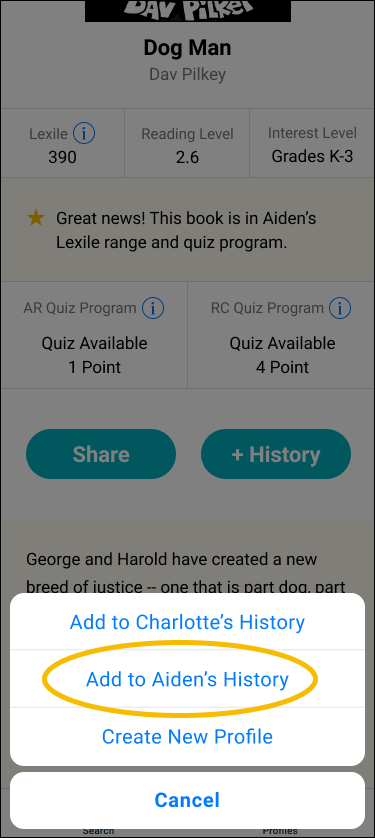 DAV PILKEY
Dog Man
Dav Pilkey
Lexile i
390
Reading Level
2.6
Interest Level
Grades K-3
★ Great news! This book is in Aiden’s
Lexile range and quiz program.
AR Quiz Program i
Quiz Available
1 Point
RC Quiz Program i
Quiz Available
4 Point
Share
+ History
George and Harold have created a new
breed of justice -- one that is part dog, part
Add to Charlotte’s History
Add to Aiden’s History
Create New Profile
Cancel
Search
Profiles